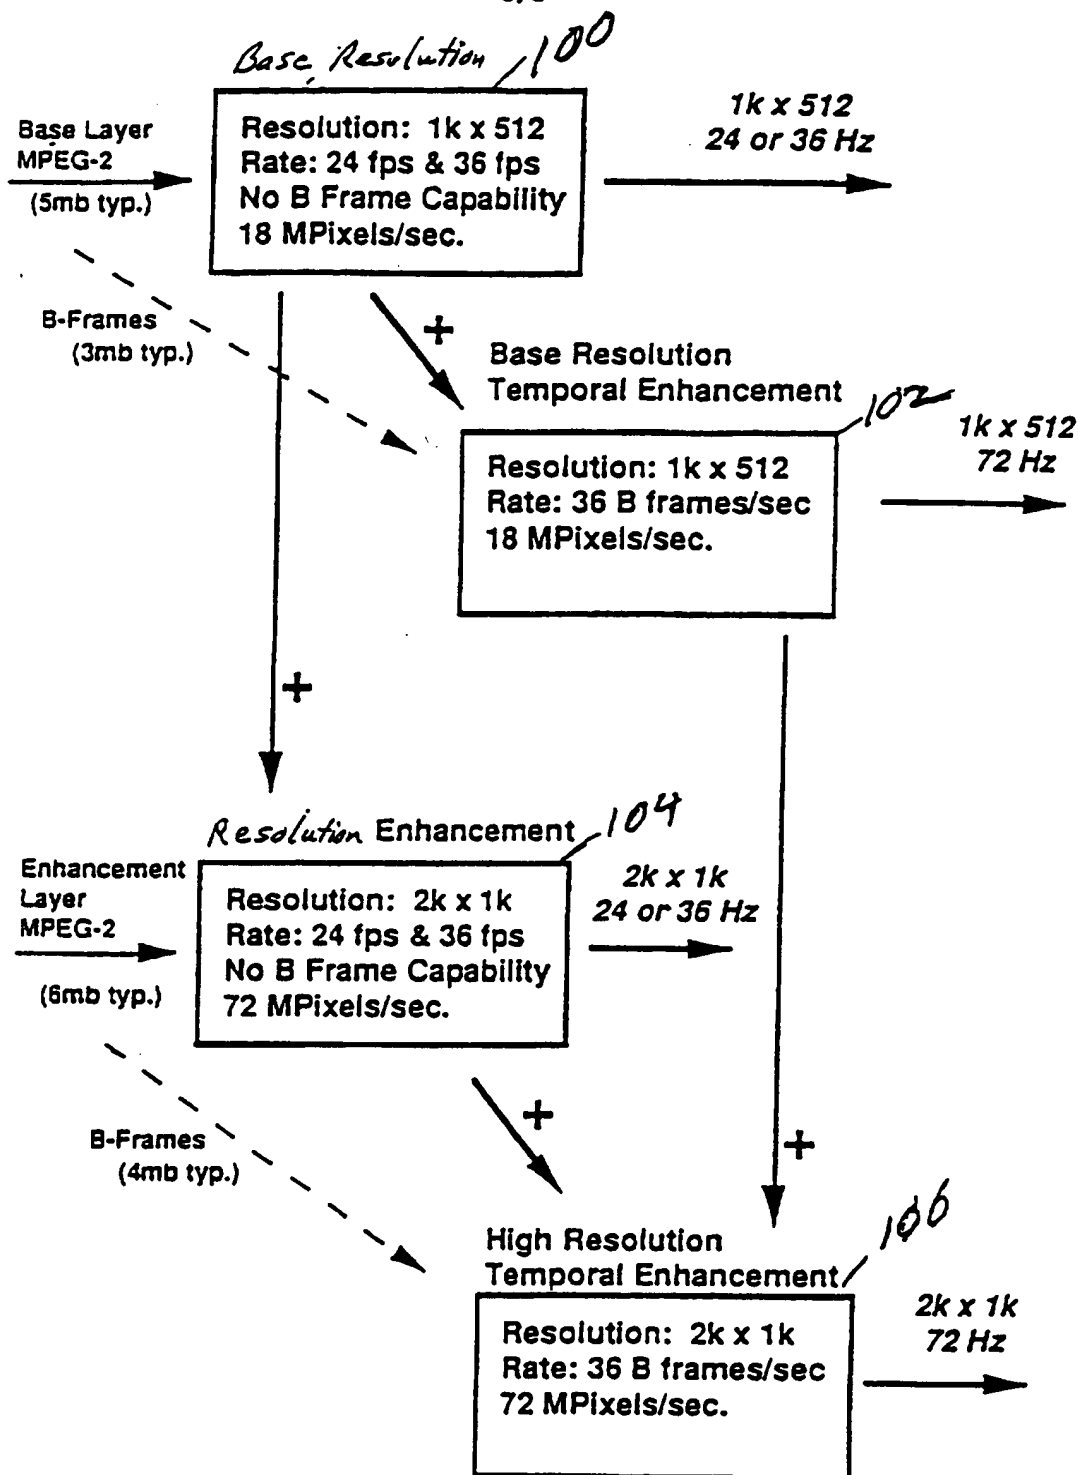 Base Resolution 100
Base Layer
MPEG-2
(5mb typ.)
Resolution: 1k x 512
Rate: 24 fps & 36 fps
No B Frame Capability
18 MPixels/sec.
1k x 512
24 or 36 Hz
B-Frames
(3mb typ.)
+
Base Resolution
Temporal Enhancement
102
Resolution: 1k x 512
Rate: 36 B frames/sec
18 MPixels/sec.
1k x 512
72 Hz
+
Resolution Enhancement 104
Enhancement
Layer
MPEG-2
(6mb typ.)
Resolution: 2k x 1k
Rate: 24 fps & 36 fps
No B Frame Capability
72 MPixels/sec.
2k x 1k
24 or 36 Hz
B-Frames
(4mb typ.)
+
+
High Resolution
Temporal Enhancement
106
Resolution: 2k x 1k
Rate: 36 B frames/sec
72 MPixels/sec.
2k x 1k
72 Hz